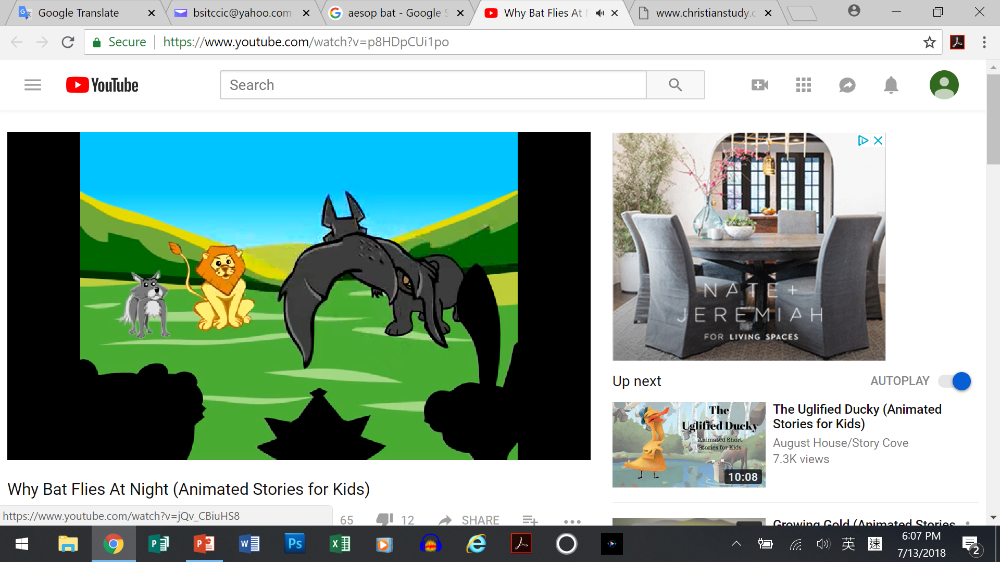 Google Translate
bsitccic@yahoo.com
aesop bat - Google S
Why Bat Flies At
www.christianstudy.c
Secure
https://www.youtube.com/watch?v=p8HDpCUi1po
YouTube
Search
NATE +
JEREMIAH
FOR LIVING SPACES
Up next
AUTOPLAY
The
Uglified Ducky
Animated Short
Stories for Kids
10:08
The Uglified Ducky (Animated
Stories for Kids)
August House/Story Cove
7.3K views
Why Bat Flies At Night (Animated Stories for Kids)
https://www.youtube.com/watch?v=jQv_CBiuHS8
65
12
SHARE
Growing Gold (Animated Stories
Ps
英
速
6:07 PM
7/13/2018
2